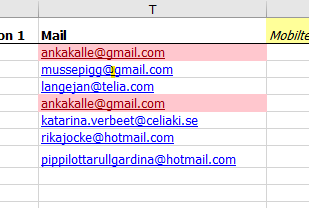 T
on 1 Mail Mobilte
ankakalle@gmail.com
mussepigg@gmail.com
langejan@telia.com
ankakalle@gmail.com
katarina.verbeet@celiaki.se
rikajocke@hotmail.com
pippilottarullgardina@hotmail.com